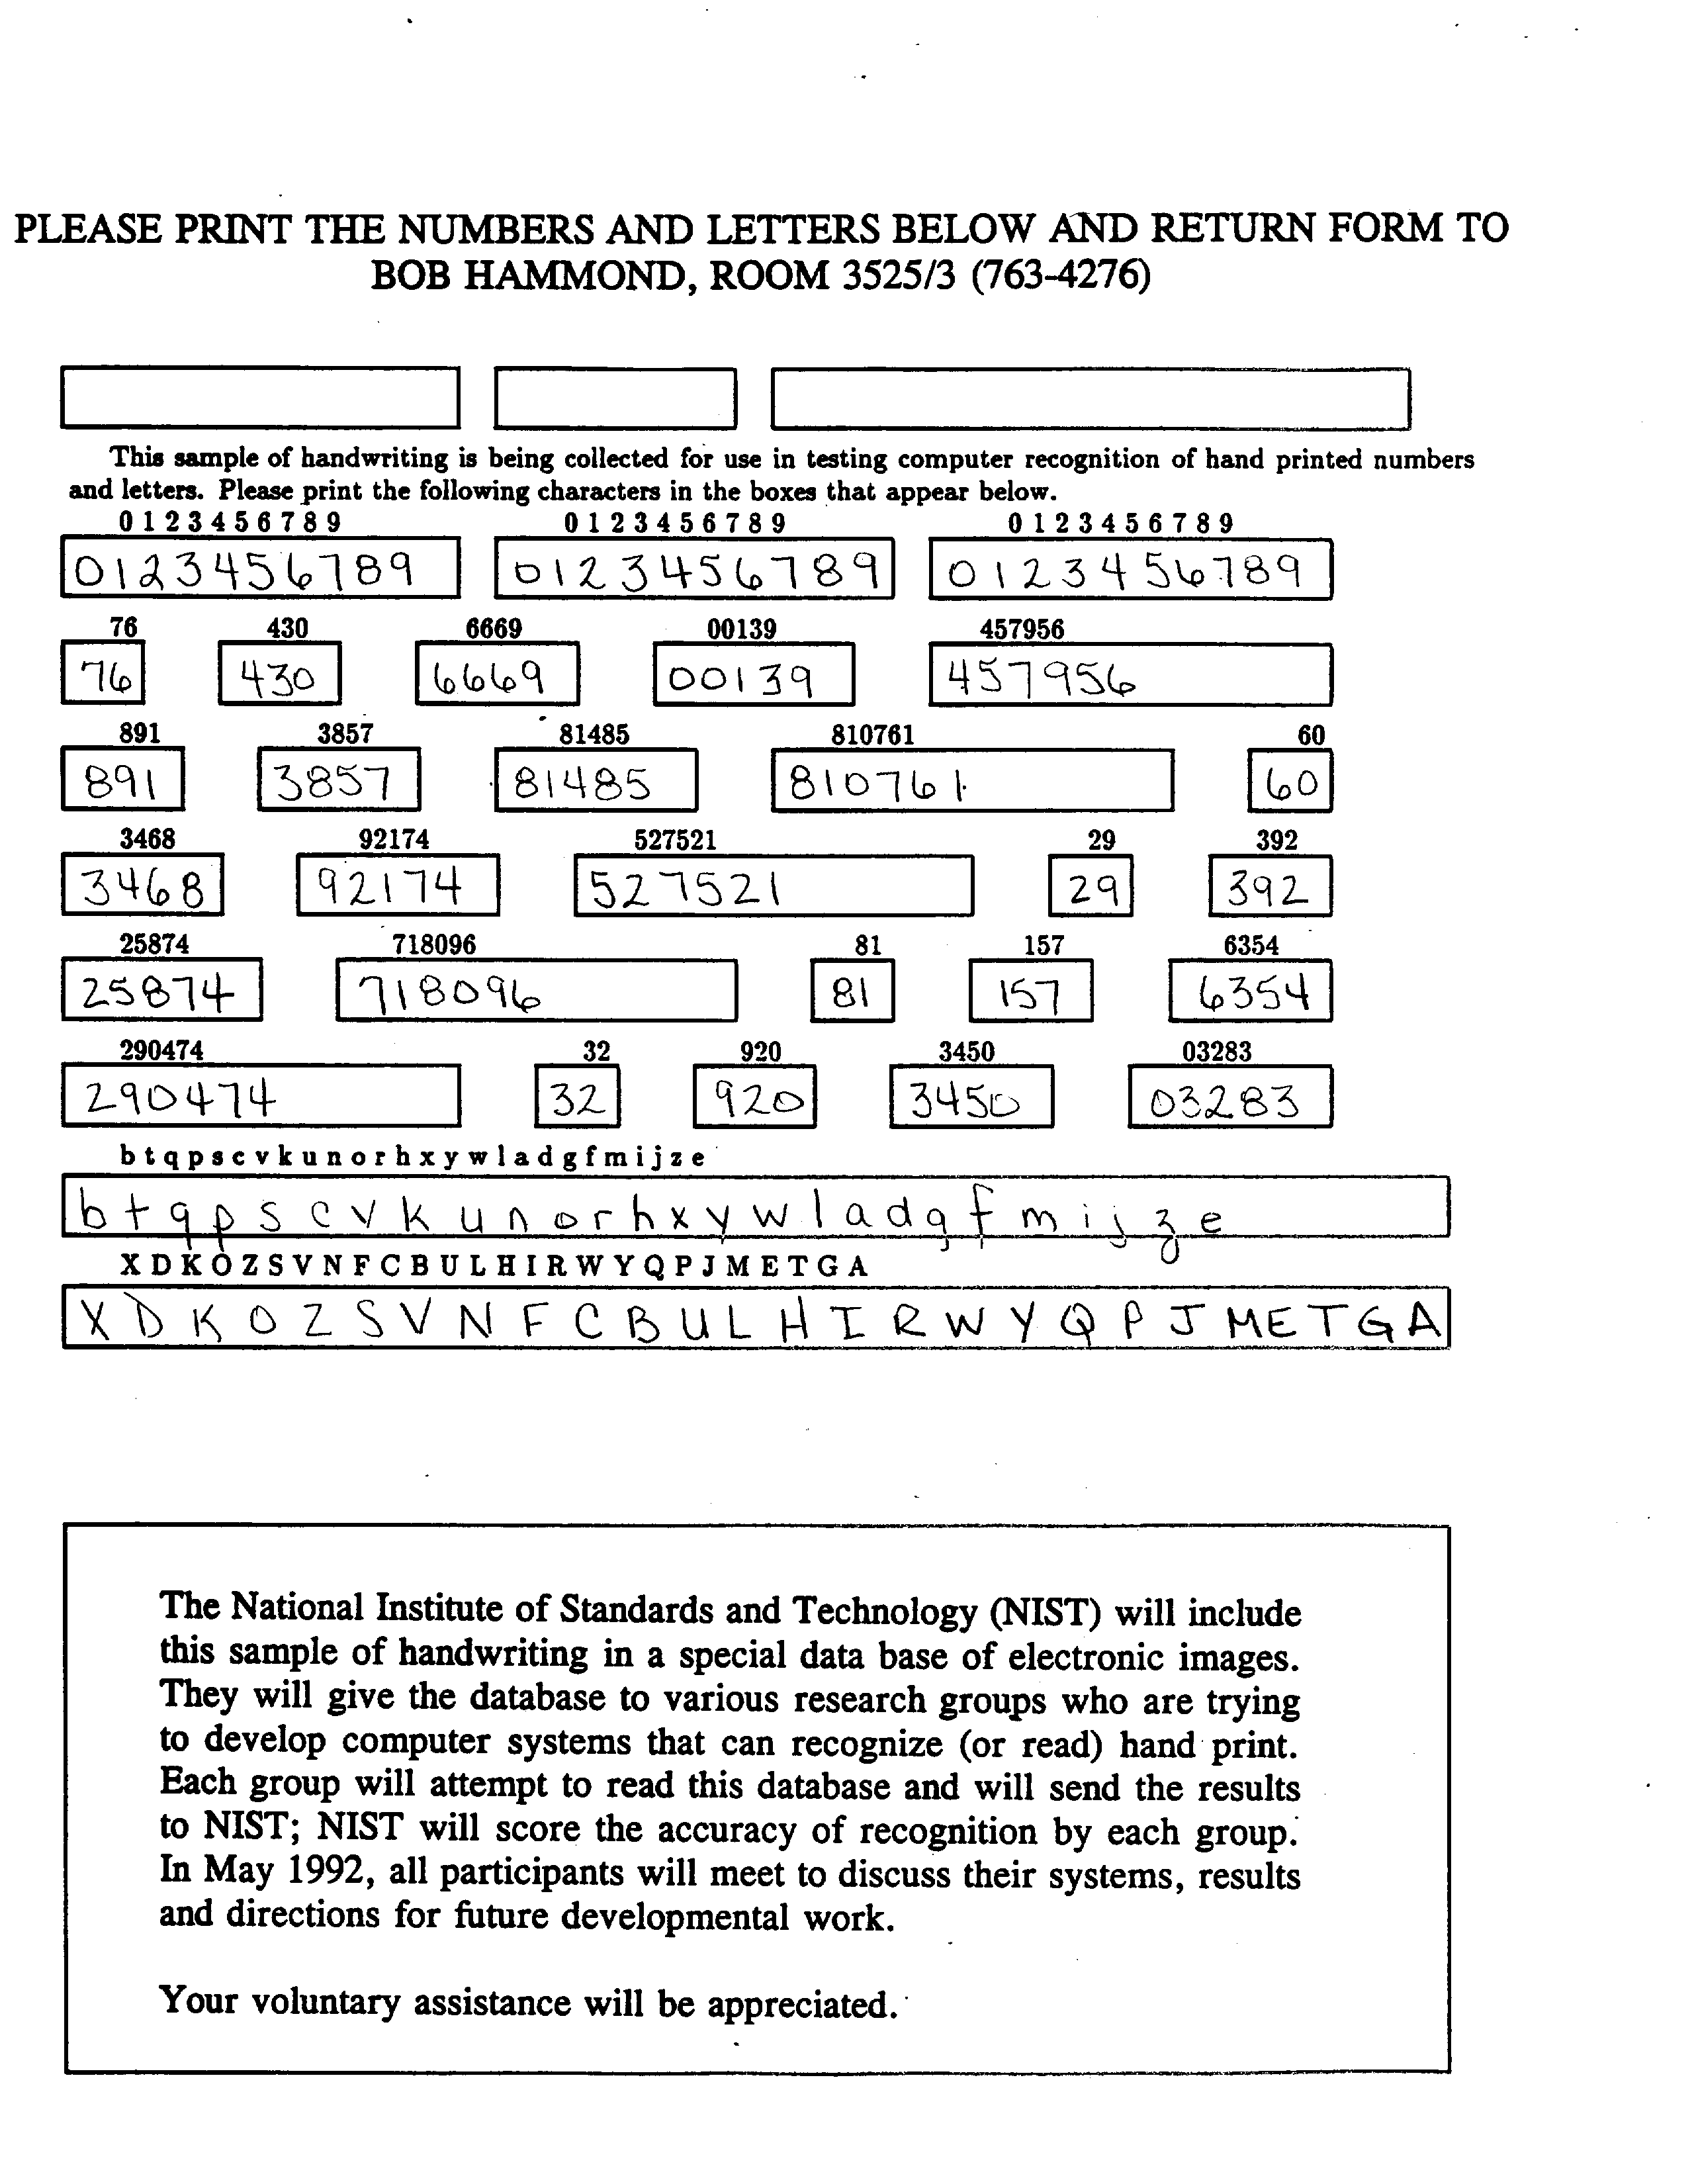 PLEASE PRINT THE NUMBERS AND LETTERS BELOW AND RETURN FORM TO
BOB HAMMOND, ROOM 3525/3 (763-4276)
This sample of handwriting is being collected for use in testing computer recognition of hand printed numbers
and letters. Please print the following characters in the boxes that appear below.
0 1 2 3 4 5 6 7 8 9 0 1 2 3 4 5 6 7 8 9 0 1 2 3 4 5 6 7 8 9
0123456789 0123456789 0123456789
76 430 6669 00139 457956
76 430 6669 00139 457956
891 3857 81485 810761 60
891 3857 81485 810761 60
3468 92174 527521 29 392
3468 92174 527521 29 392
25874 718096 81 157 6354
25874 718096 81 157 6354
290474 32 920 3450 03283
290474 32 920 3450 03283
b t q p s c v k u n o r h x y w l a d g f m i j z e
b t q p s c v k u n o r h x y w l a d g f m i j z e
X D K O Z S V N F C B U L H I R W Y Q P J M E T G A
X D K O Z S V N F C B U L H I R W Y Q P J M E T G A
The National Institute of Standards and Technology (NIST) will include
this sample of handwriting in a special data base of electronic images.
They will give the database to various research groups who are trying
to develop computer systems that can recognize (or read) hand print.
Each group will attempt to read this database and will send the results
to NIST; NIST will score the accuracy of recognition by each group.
In May 1992, all participants will meet to discuss their systems, results
and directions for future developmental work.
Your voluntary assistance will be appreciated.